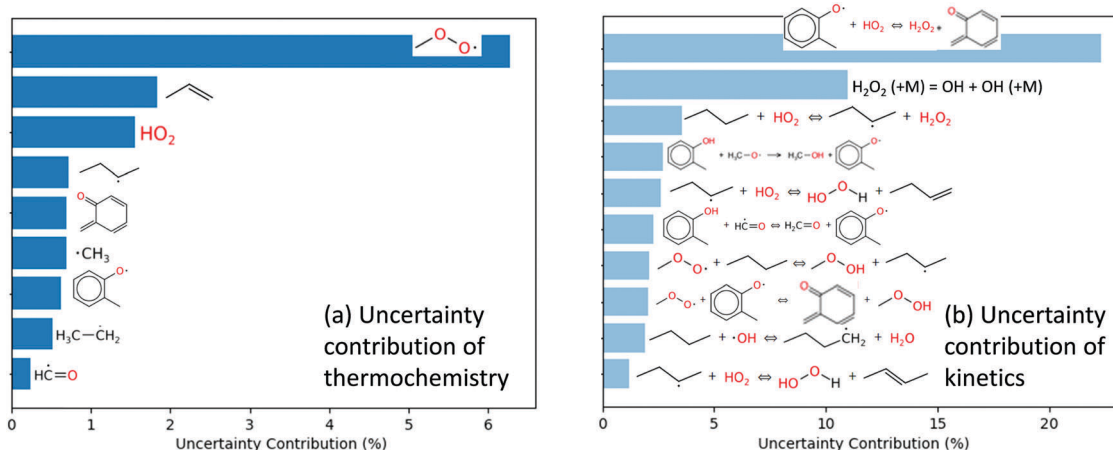 O
O·
HO₂
O
·CH₃
O·
H₃C—ĊH₂
HĊ=O
(a) Uncertainty
contribution of
thermochemistry
0 1 2 3 4 5 6
Uncertainty Contribution (%)
O· + HO₂ ⇔ H₂O₂ + O
H₂O₂ (+M) = OH + OH (+M)
+ HO₂ ⇔ + H₂O₂
OH + H₃C—O· → H₃C—OH + O·
+ HO₂ ⇔ HO O H +
OH + HĊ=O ⇔ H₂C=O + O·
O O· + ⇔ O OH +
O O· + O· ⇔ O + O OH
+ ·OH ⇔ CH₂ + H₂O
+ HO₂ ⇔ HO O H +
(b) Uncertainty
contribution of
kinetics
0 5 10 15 20
Uncertainty Contribution (%)